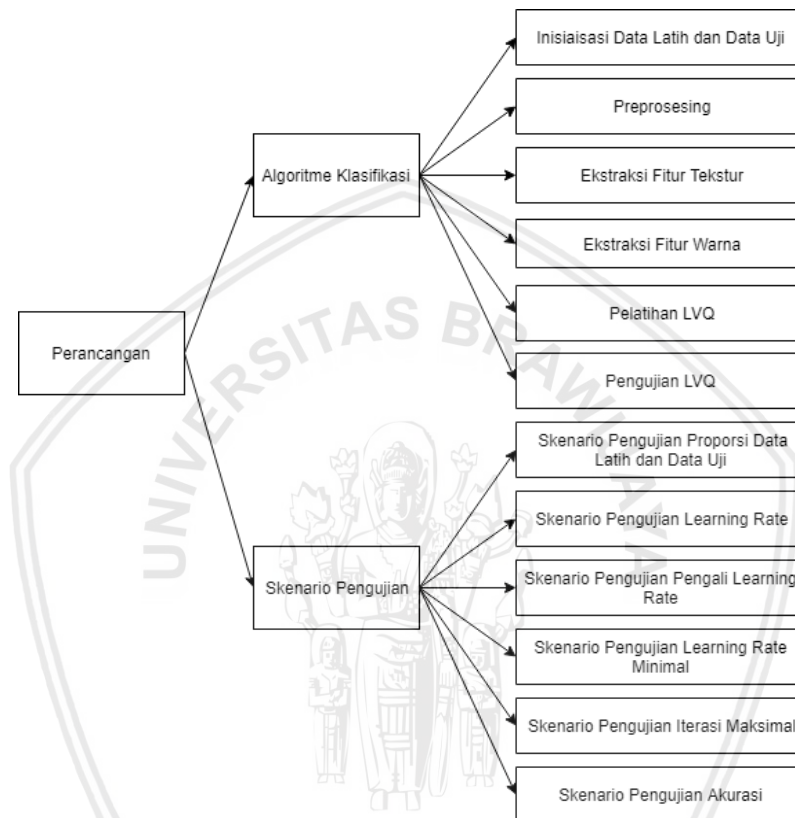 Inisiaisasi Data Latih dan Data Uji
Preprosesing
Algoritme Klasifikasi
Ekstraksi Fitur Tekstur
Ekstraksi Fitur Warna
Pelatihan LVQ
Perancangan
Pengujian LVQ
Skenario Pengujian Proporsi Data
Latih dan Data Uji
Skenario Pengujian Learning Rate
Skenario Pengujian
Skenario Pengujian Pengali Learning
Rate
Skenario Pengujian Learning Rate
Minimal
Skenario Pengujian Iterasi Maksimal
Skenario Pengujian Akurasi
UNIVERSITAS BRAWIJAYA